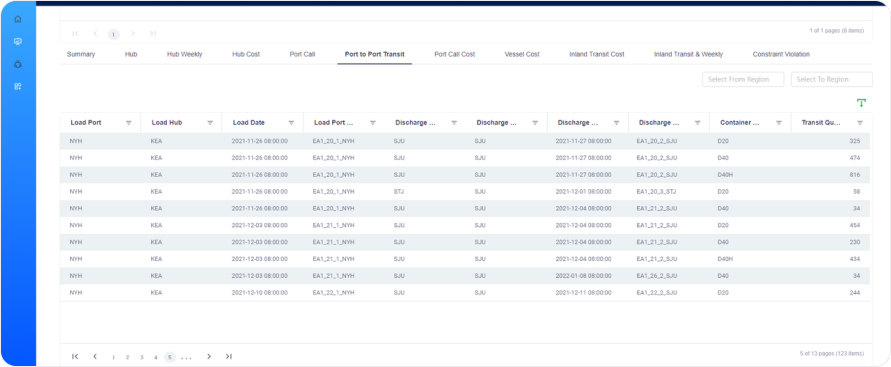 1
1 of 1 pages (8 items)
Summary Hub Hub Weekly Hub Cost Port Call Port to Port Transit Port Call Cost Vessel Cost Inland Transit Cost Inland Transit & Weekly Constraint Violation
Select From Region Select To Region
Load Port Load Hub Load Date Load Port ... Discharge ... Discharge ... Discharge ... Discharge ... Container ... Transit Qu...
NYH KEA 2021-11-26 08:00:00 EA1_20_1_NYH SJU SJU 2021-11-27 08:00:00 EA1_20_2_SJU D20 325
NYH KEA 2021-11-26 08:00:00 EA1_20_1_NYH SJU SJU 2021-11-27 08:00:00 EA1_20_2_SJU D40 474
NYH KEA 2021-11-26 08:00:00 EA1_20_1_NYH SJU SJU 2021-11-27 08:00:00 EA1_20_2_SJU D40H 816
NYH KEA 2021-11-26 08:00:00 EA1_20_1_NYH STJ SJU 2021-12-01 08:00:00 EA1_20_3_STJ D20 58
NYH KEA 2021-11-26 08:00:00 EA1_20_1_NYH SJU SJU 2021-12-04 08:00:00 EA1_21_2_SJU D40 34
NYH KEA 2021-12-03 08:00:00 EA1_21_1_NYH SJU SJU 2021-12-04 08:00:00 EA1_21_2_SJU D20 454
NYH KEA 2021-12-03 08:00:00 EA1_21_1_NYH SJU SJU 2021-12-04 08:00:00 EA1_21_2_SJU D40 230
NYH KEA 2021-12-03 08:00:00 EA1_21_1_NYH SJU SJU 2021-12-04 08:00:00 EA1_21_2_SJU D40H 434
NYH KEA 2021-12-03 08:00:00 EA1_21_1_NYH SJU SJU 2022-01-08 08:00:00 EA1_26_2_SJU D40 34
NYH KEA 2021-12-10 08:00:00 EA1_22_1_NYH SJU SJU 2021-12-11 08:00:00 EA1_22_2_SJU D20 244
1 2 3 4 5 ...
5 of 13 pages (123 items)